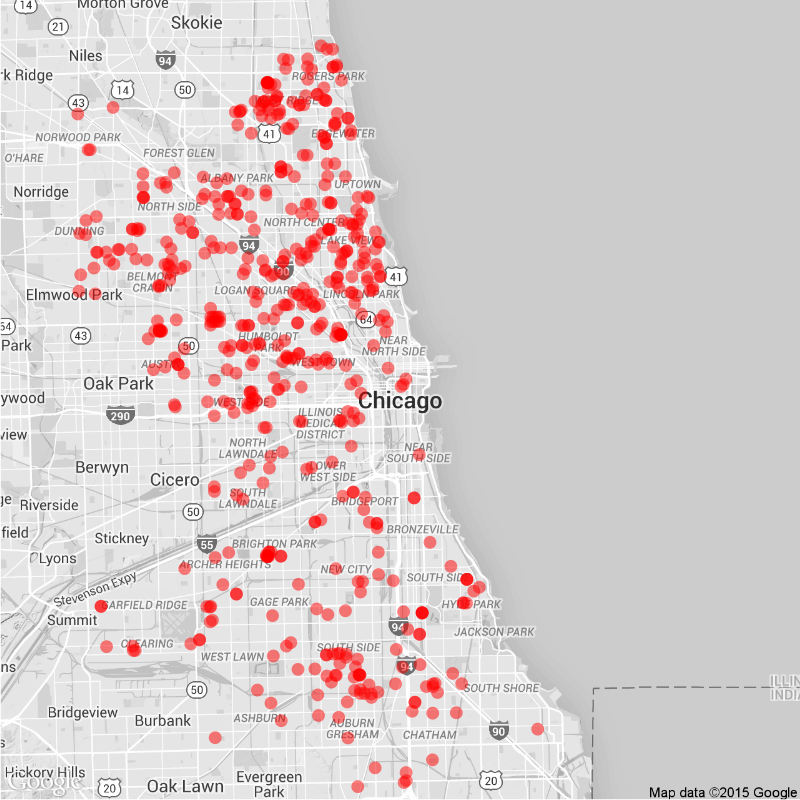 14
Morton Grove
Skokie
21
Niles
94
rk Ridge
ROGERS PARK
14
50
43
RIDGE
41
EDGEWATER
NORWOOD PARK
O'HARE
FOREST GLEN
ALBANY PARK
UPTOWN
Norridge
NORTH SIDE
NORTH CENTER
DUNNING
94
LAKE VIEW
90
41
BELMONT
CRAGIN
LOGAN SQUARE
LINCOLN PARK
Elmwood Park
64
64
43
HUMBOLDT
PARK
NEAR
NORTH SIDE
Park
50
AUSTIN
WEST TOWN
Oak Park
ywood
WEST SIDE
Chicago
290
ILLINOIS
MEDICAL
DISTRICT
view
NORTH
LAWNDALE
NEAR
SOUTH SIDE
Berwyn
LOWER
WEST SIDE
Cicero
SOUTH
LAWNDALE
ge
Riverside
BRIDGEPORT
50
field
Stickney
BRONZEVILLE
55
BRIGHTON PARK
Lyons
ARCHER HEIGHTS
NEW CITY
SOUTH SIDE
Stevenson Expy
GARFIELD RIDGE
GAGE PARK
HYDE PARK
Summit
94
JACKSON PARK
CLEARING
SOUTH SIDE
WEST LAWN
94
ns
ILLIN
INDIA
50
SOUTH SHORE
Bridgeview
Burbank
ASHBURN
AUBURN
GRESHAM
CHATHAM
90
Hickory Hills
Google
20
Oak Lawn
Evergreen
Park
20
Map data ©2015 Google